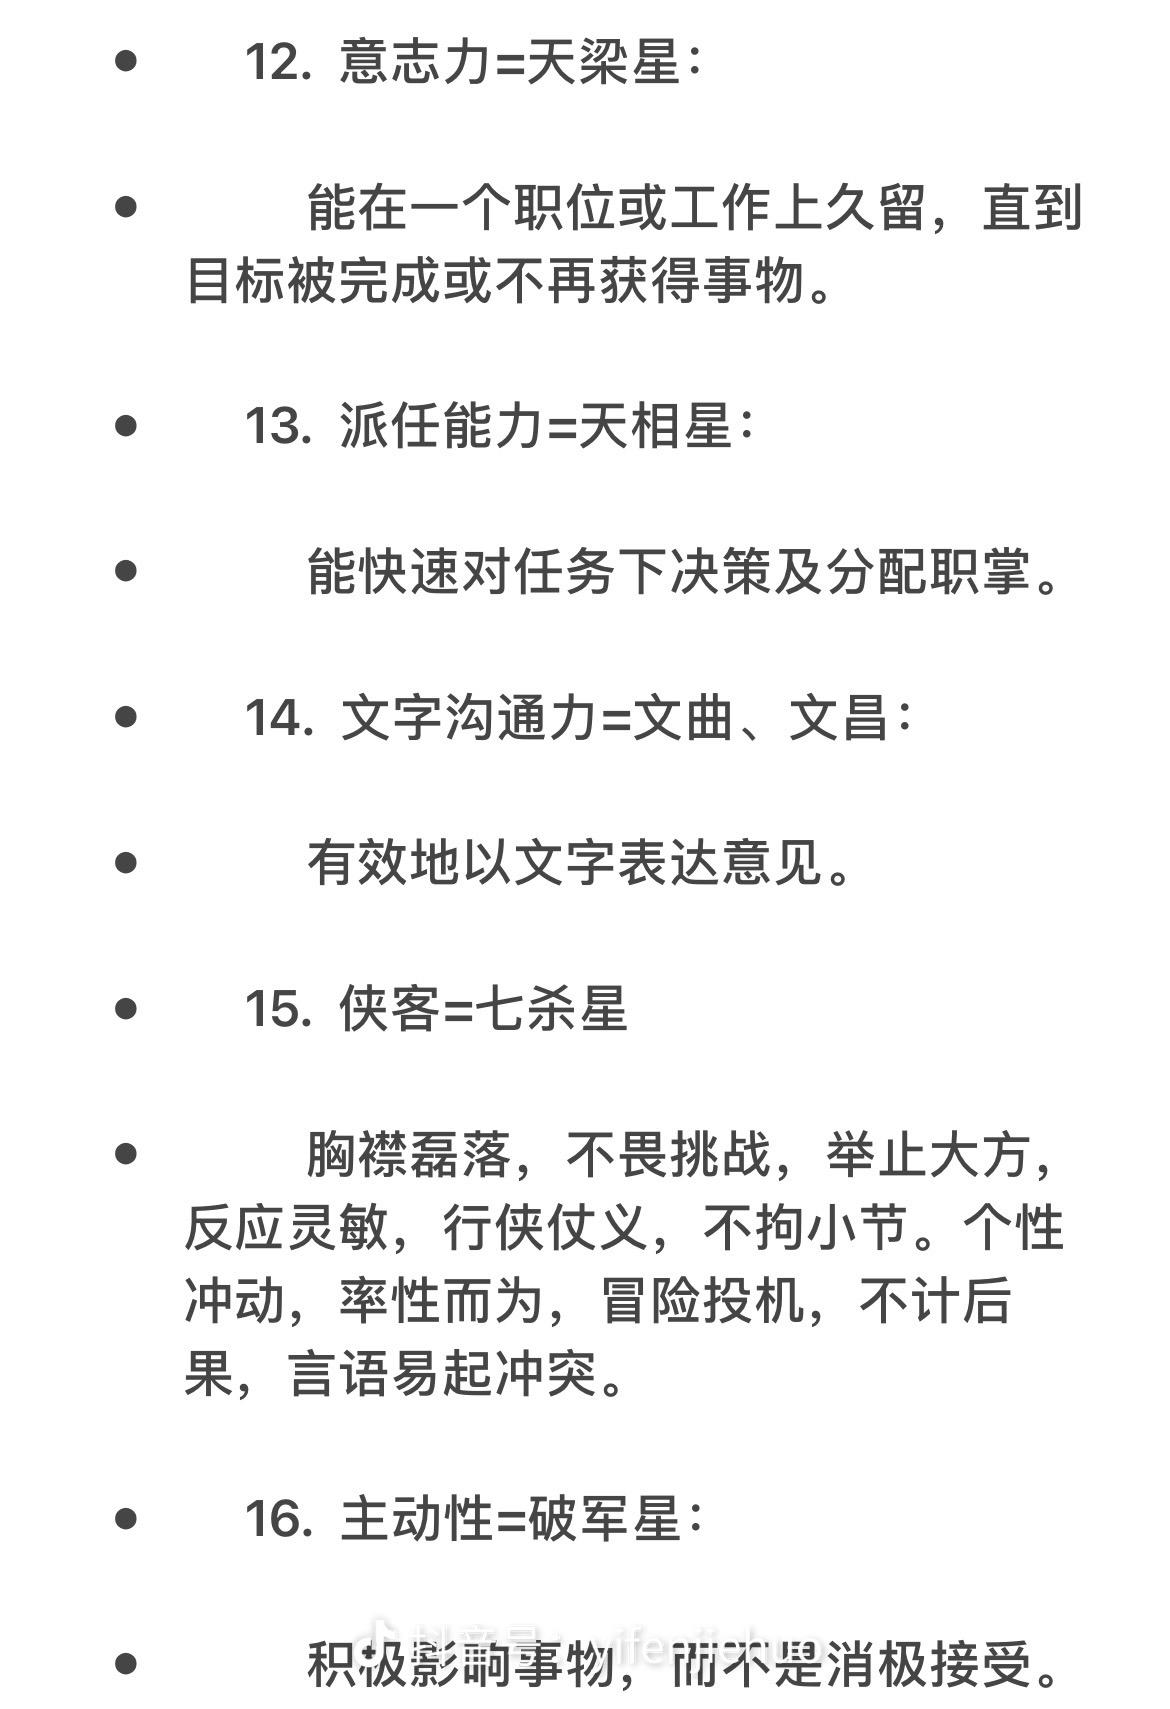 • 12. 意志力=天梁星：
• 能在一个职位或工作上久留，直到
目标被完成或不再获得事物。
• 13. 派任能力=天相星：
• 能快速对任务下决策及分配职掌。
• 14. 文字沟通力=文曲、文昌：
• 有效地以文字表达意见。
• 15. 侠客=七杀星
• 胸襟磊落，不畏挑战，举止大方，
反应灵敏，行侠仗义，不拘小节。个性
冲动，率性而为，冒险投机，不计后
果，言语易起冲突。
• 16. 主动性=破军星：
• 积极影响事物，而不是消极接受。
抖音号：yifenjiehuo